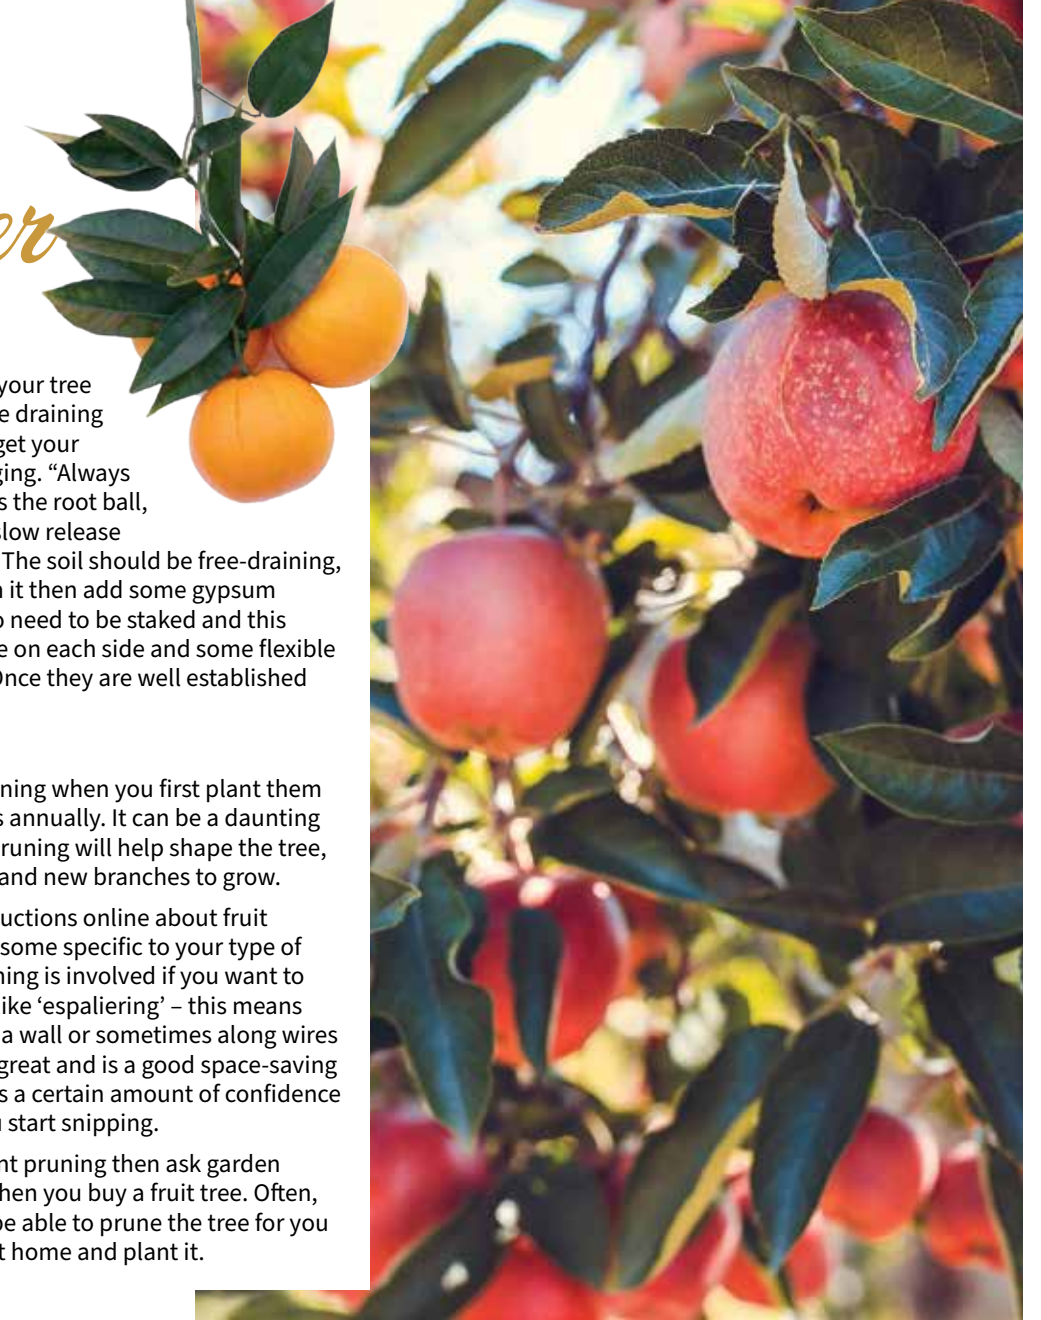 er
your tree
e draining
get your
ging. “Always
s the root ball,
slow release
The soil should be free-draining,
it then add some gypsum
need to be staked and this
e on each side and some flexible
Once they are well established
ning when you first plant them
s annually. It can be a daunting
runing will help shape the tree,
and new branches to grow.
uctions online about fruit
some specific to your type of
ning is involved if you want to
ike ‘espaliering’ – this means
a wall or sometimes along wires
great and is a good space-saving
s a certain amount of confidence
start snipping.
nt pruning then ask garden
hen you buy a fruit tree. Often,
be able to prune the tree for you
t home and plant it.